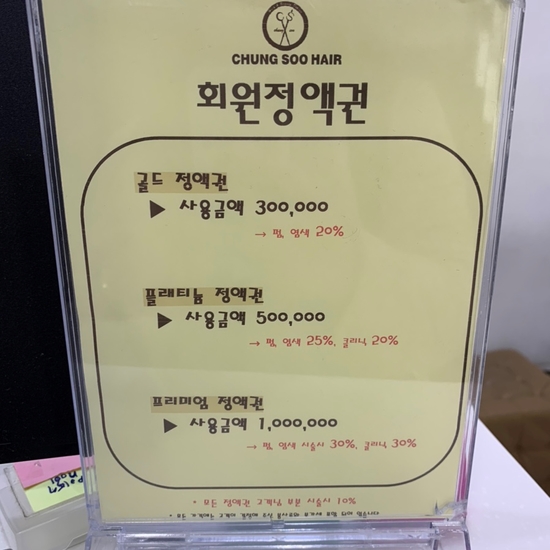 CHUNG SOO HAIR
회원정액권
골드 정액권
▶ 사용금액 300,000
→ 펌, 염색 20%
플래티늄 정액권
▶ 사용금액 500,000
→ 펌, 염색 25%, 클리닉 20%
프리미엄 정액권
▶ 사용금액 1,000,000
→ 펌, 염색 시술시 30%, 클리닉 30%
* 모든 정액권 고객님 부분 시술시 10%